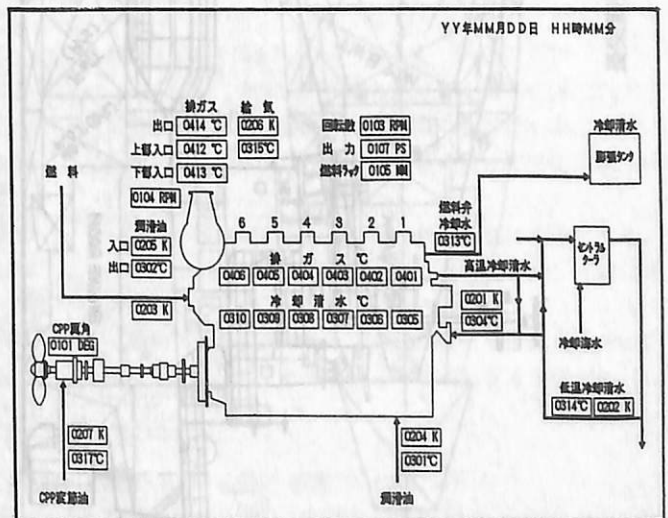 YY年MM月DD日 HH時MM分
排ガス 給気
出口 0414 ℃ 0206 K
上部入口 0412 ℃ 0315℃
下部入口 0413 ℃
0104 RPM
回転数 0103 RPM
出力 0107 PS
燃料ラック 0105 MM
冷却清水
膨張タンク
燃料
潤滑油
入口 0205 K
出口 0302℃
0203 K
6 5 4 3 2 1
排ガス℃
0406 0405 0404 0403 0402 0401
冷却清水℃
0310 0309 0308 0307 0306 0305
燃料弁
冷却水
0313℃
高温冷却清水
セントラル
クーラ
0201 K
0304℃
冷却海水
CPP翼角
0101 DEG
低温冷却清水
0314℃ 0202 K
0207 K
0317℃
0204 K
0301℃
CPP変節油
潤滑油